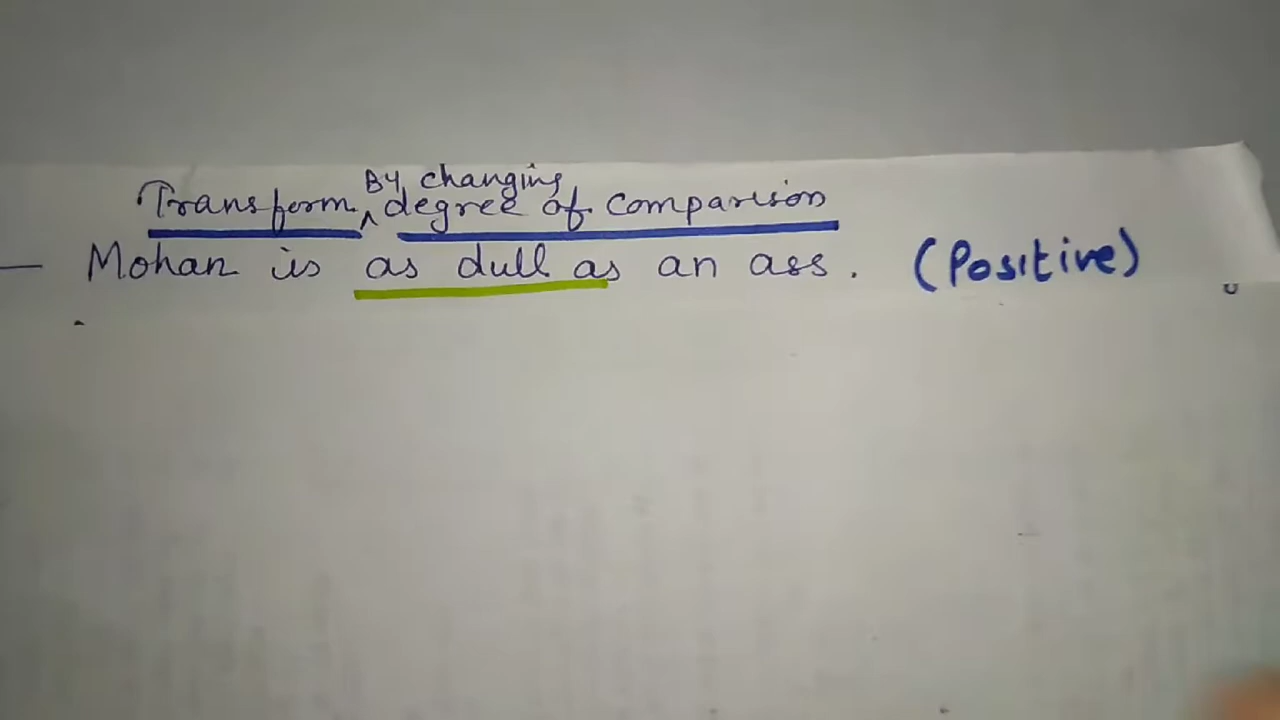 Transform By changing degree of comparison
— Mohan is as dull as an ass. (Positive)